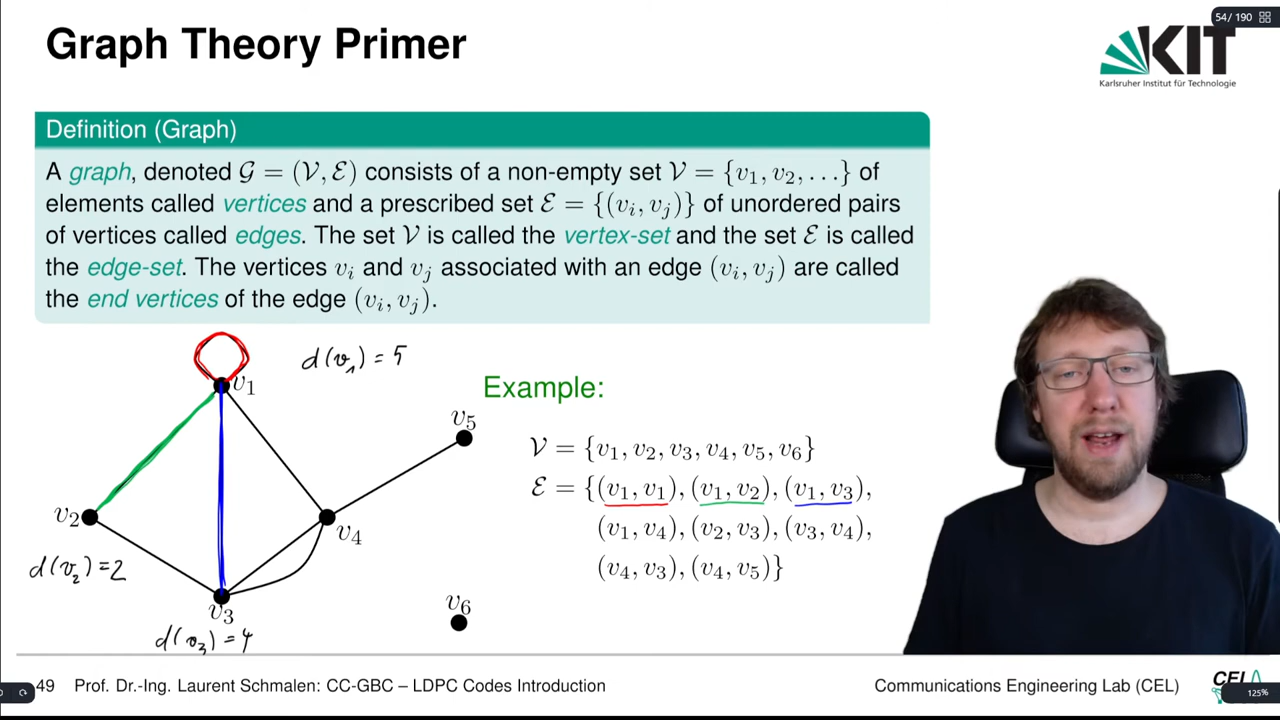 54/ 190
Graph Theory Primer
KIT
Karlsruher Institut für Technologie
Definition (Graph)
A graph, denoted 𝒢 = (𝒱, ℰ) consists of a non-empty set 𝒱 = {v₁, v₂, . . .} of
elements called vertices and a prescribed set ℰ = {(vᵢ, vⱼ)} of unordered pairs
of vertices called edges. The set 𝒱 is called the vertex-set and the set ℰ is called
the edge-set. The vertices vᵢ and vⱼ associated with an edge (vᵢ, vⱼ) are called
the end vertices of the edge (vᵢ, vⱼ).
d(v₁) = 5
v₁
Example:
v₅
𝒱 = {v₁, v₂, v₃, v₄, v₅, v₆}
ℰ = {(v₁, v₁), (v₁, v₂), (v₁, v₃),
v₂
v₄
(v₁, v₄), (v₂, v₃), (v₃, v₄),
d(v₂)=2
(v₄, v₃), (v₄, v₅)}
v₃
v₆
d(v₃)=4
49 Prof. Dr.-Ing. Laurent Schmalen: CC-GBC – LDPC Codes Introduction
Communications Engineering Lab (CEL)
CEL
125%